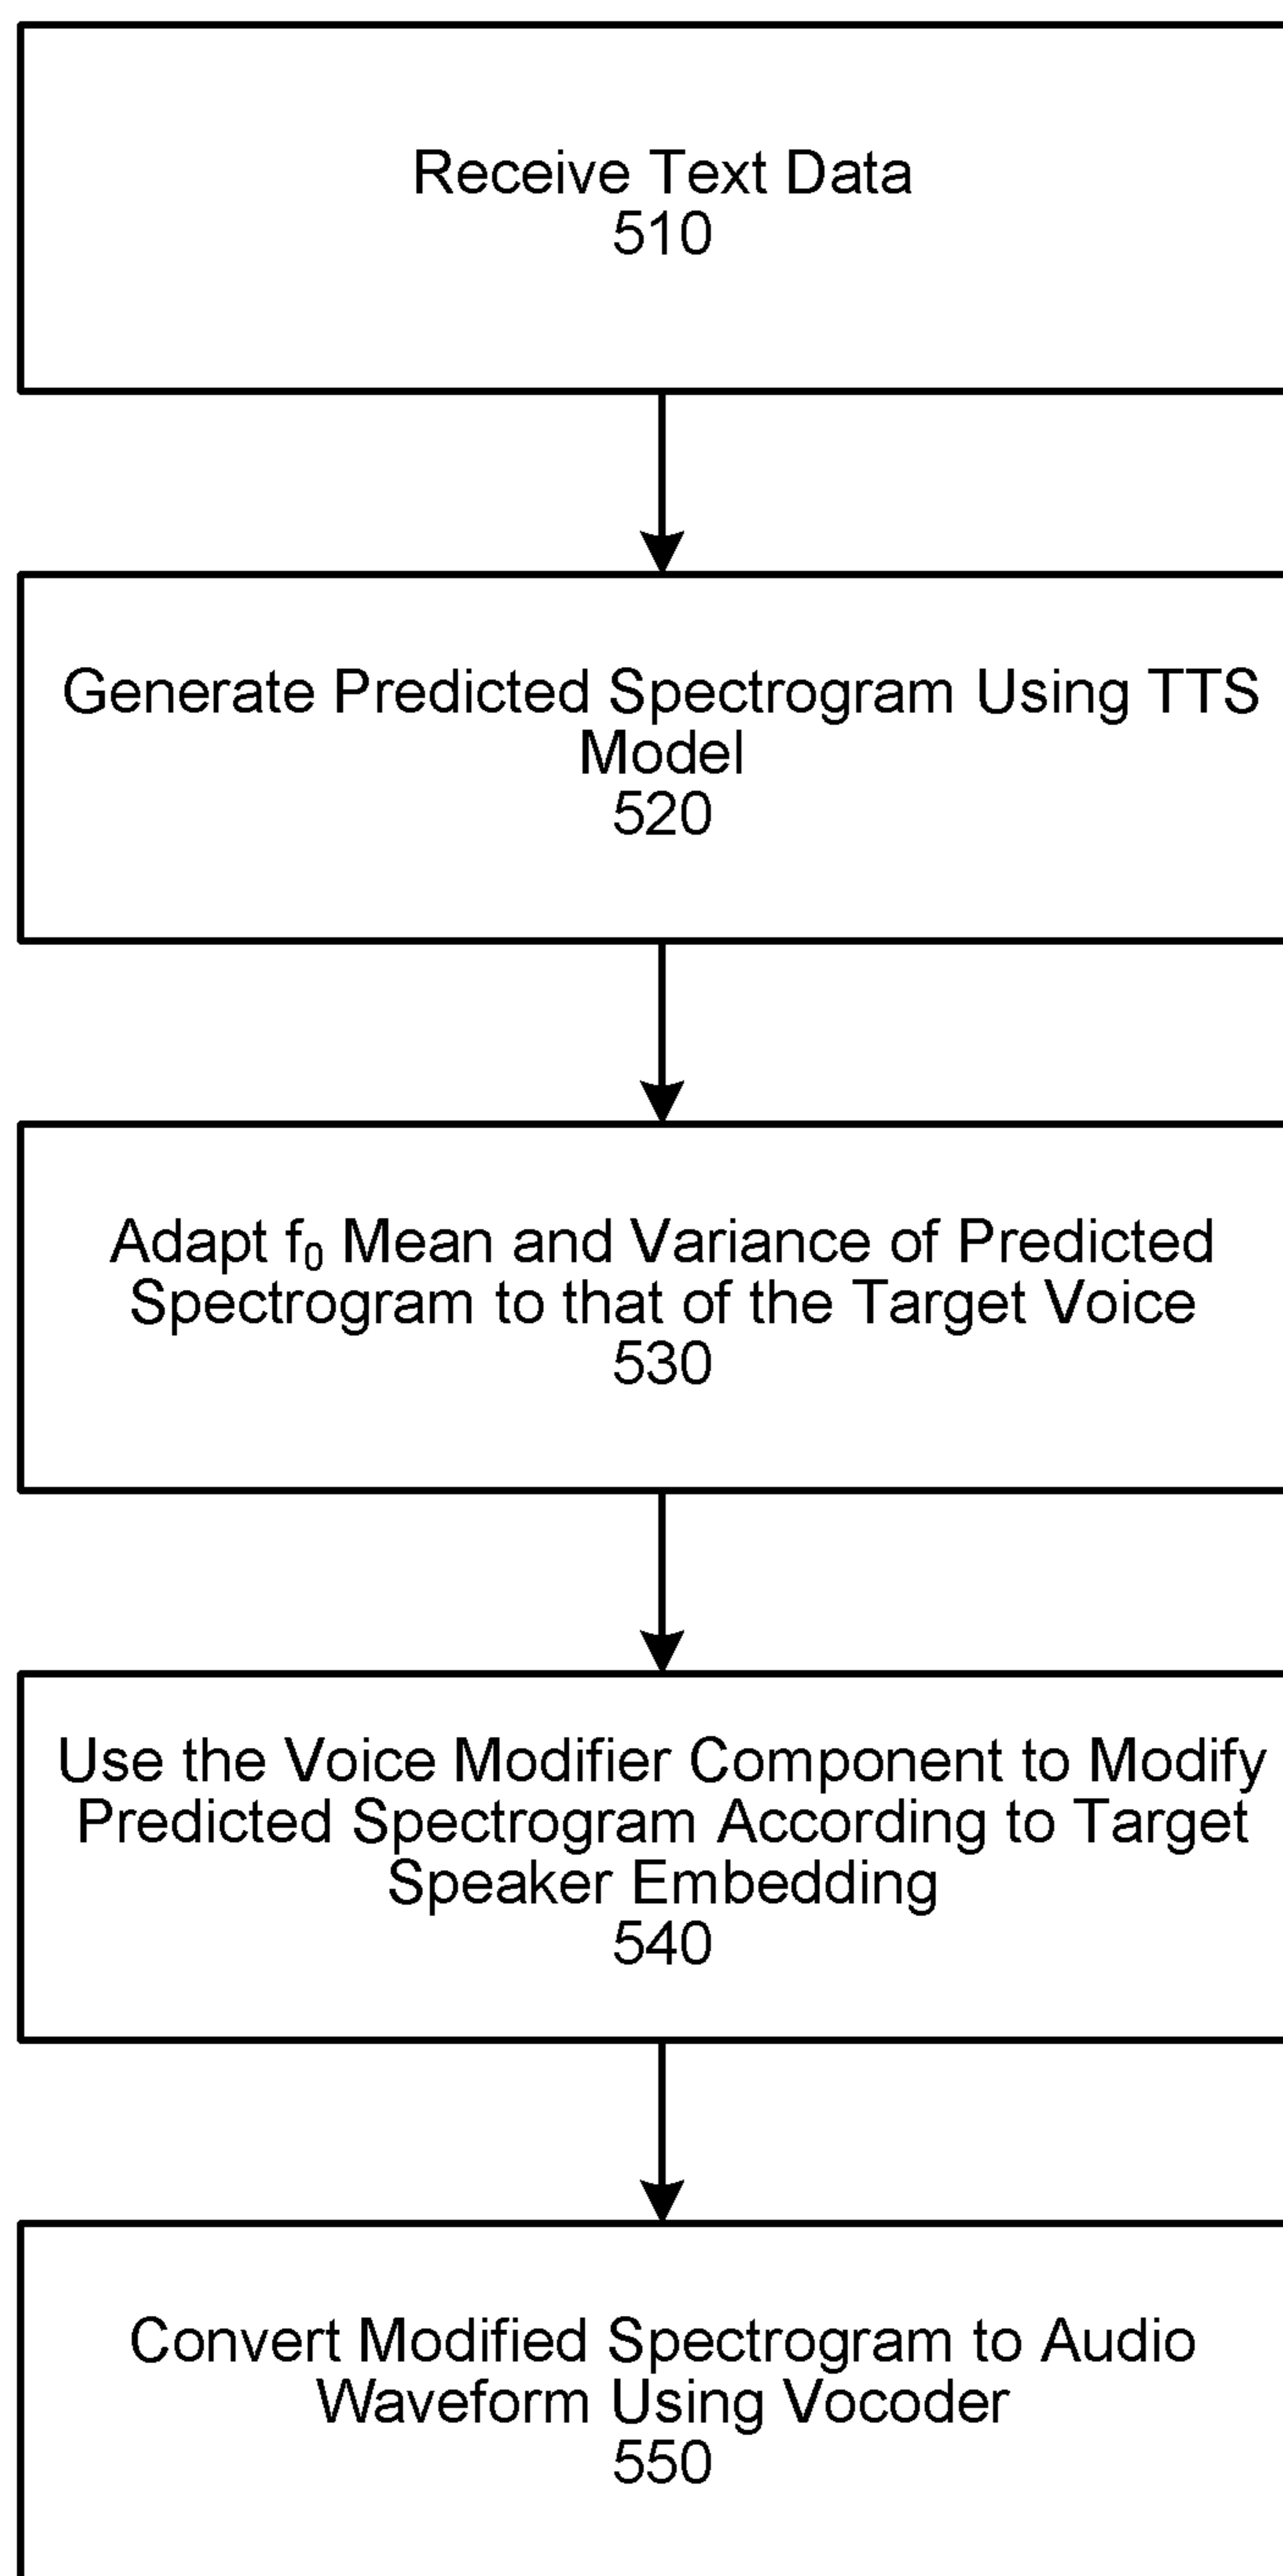 Receive Text Data
510
Generate Predicted Spectrogram Using TTS
Model
520
Adapt f₀ Mean and Variance of Predicted
Spectrogram to that of the Target Voice
530
Use the Voice Modifier Component to Modify
Predicted Spectrogram According to Target
Speaker Embedding
540
Convert Modified Spectrogram to Audio
Waveform Using Vocoder
550